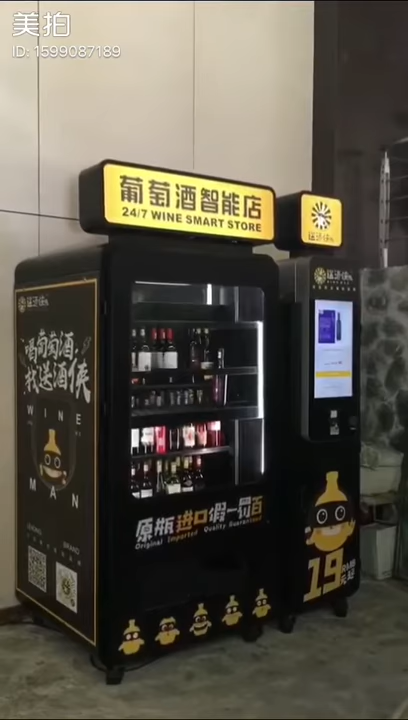 美拍
ID: 1599087189
葡萄酒智能店
24/7 WINE SMART STORE
喝葡萄酒
找送酒侠
WINE
MAN
原瓶进口假一罚百
Original Imported Quality Guarantee
19